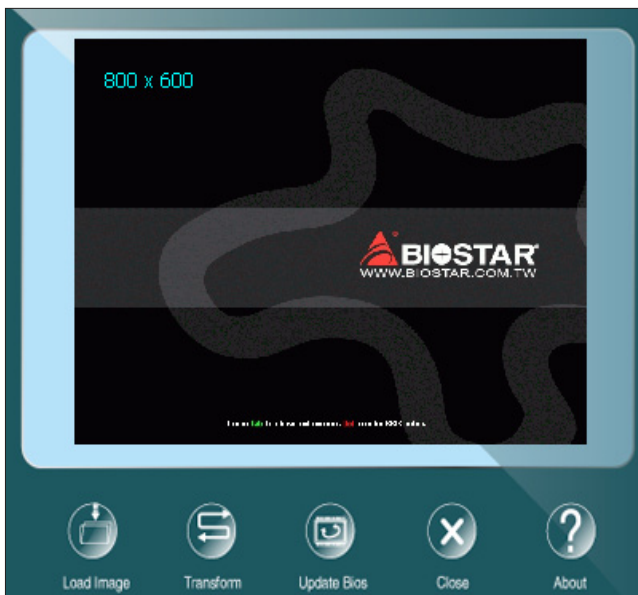 800 x 600
BIOSTAR
WWW.BIOSTAR.COM.TW
Load Image
Transform
Update Bios
Close
About